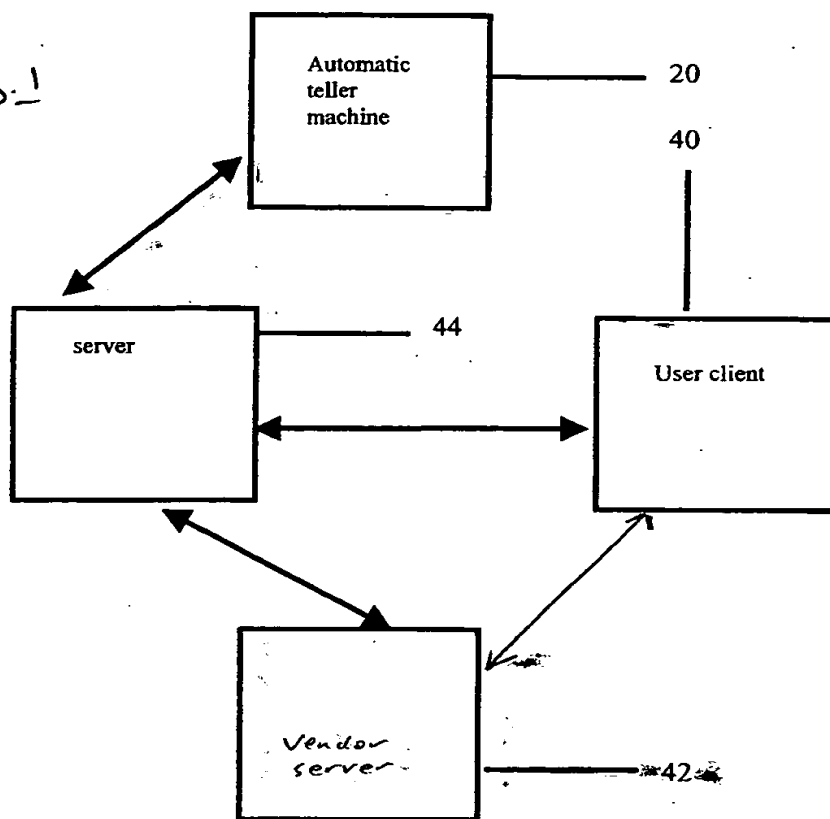 Automatic
teller
machine
20
40
server
44
User client
Vendor
server
42